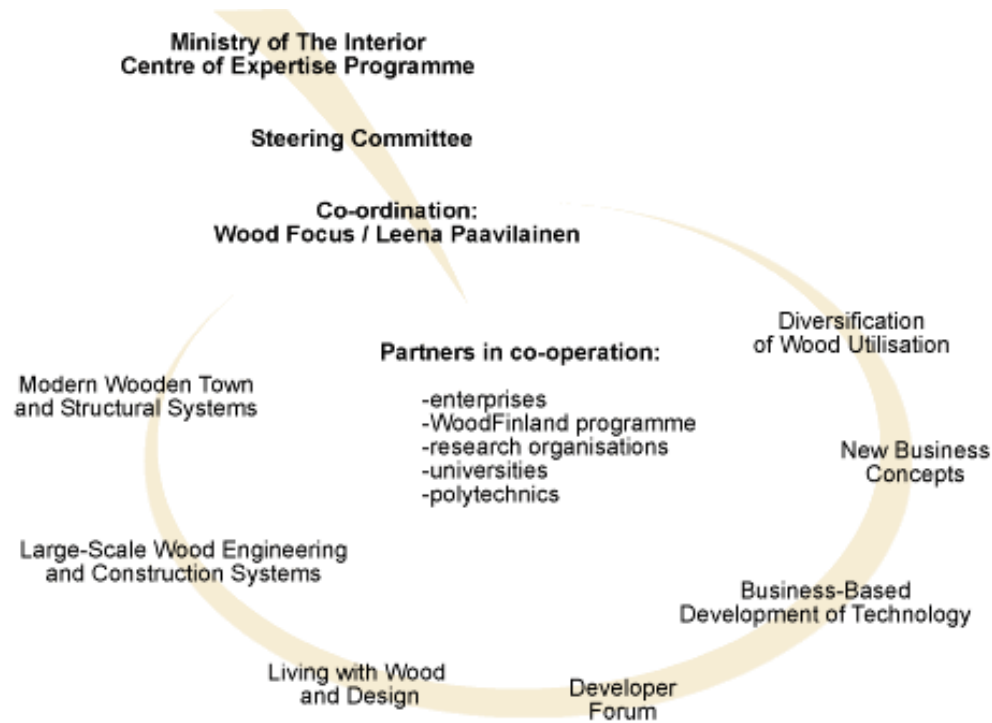 Ministry of The Interior
Centre of Expertise Programme
Steering Committee
Co-ordination:
Wood Focus / Leena Paavilainen
Partners in co-operation:
-enterprises
-WoodFinland programme
-research organisations
-universities
-polytechnics
Diversification
of Wood Utilisation
New Business
Concepts
Business-Based
Development of Technology
Developer
Forum
Living with Wood
and Design
Large-Scale Wood Engineering
and Construction Systems
Modern Wooden Town
and Structural Systems